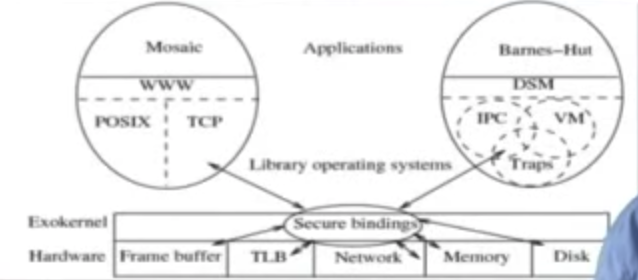 Mosaic
Applications
Barnes-Hut
WWW
DSM
POSIX
TCP
IPC
VM
Traps
Library operating systems
Exokernel
Secure bindings
Hardware
Frame buffer
TLB
Network
Memory
Disk